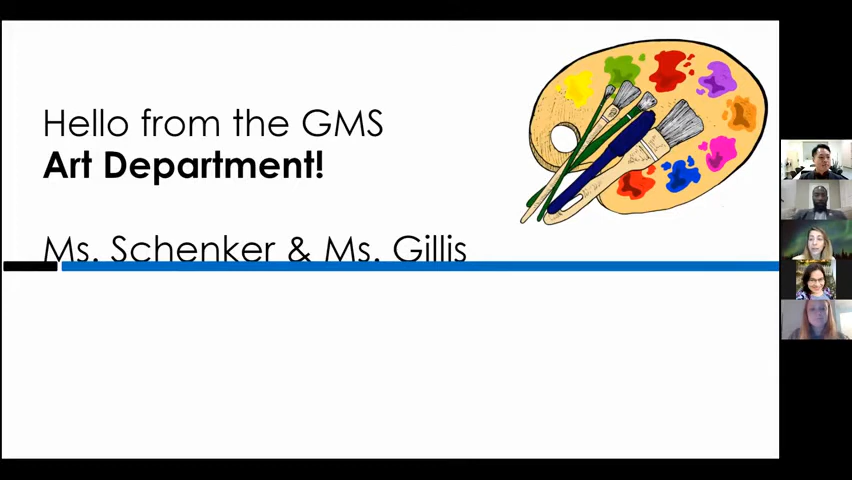 Hello from the GMS
Art Department!
Ms. Schenker & Ms. Gillis